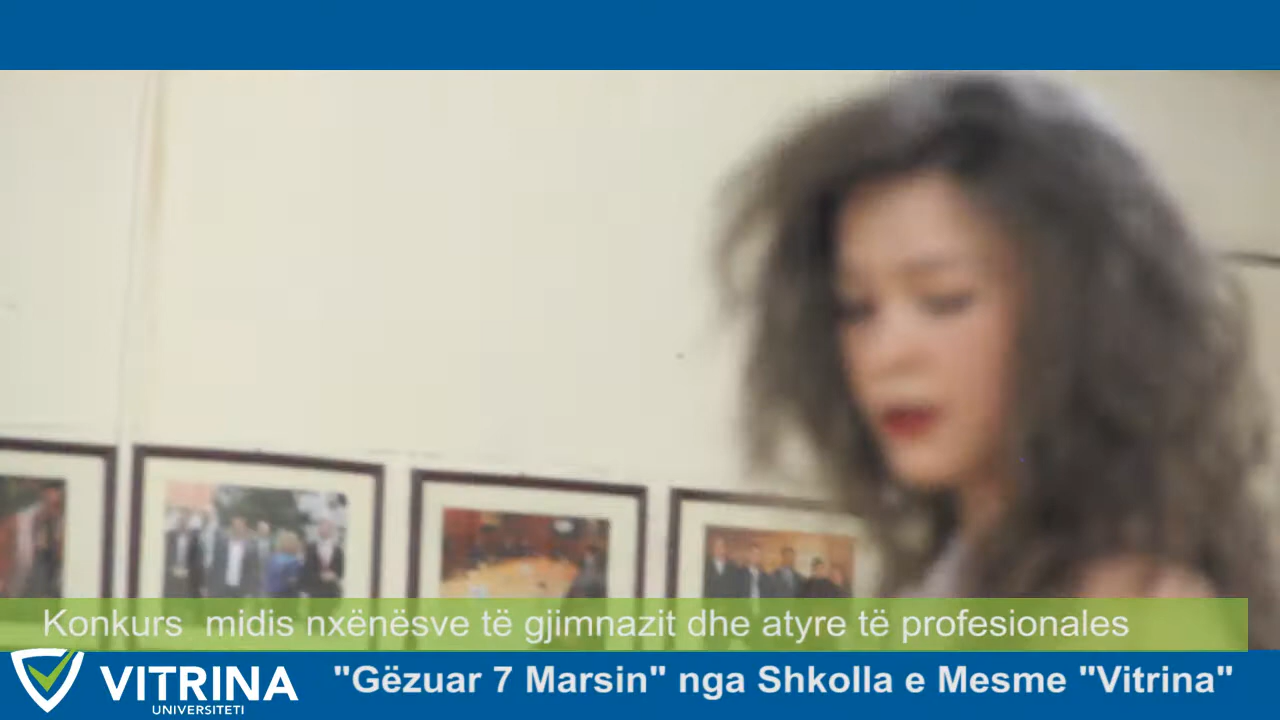 Konkurs  midis nxënësve të gjimnazit dhe atyre të profesionales
VITRINA
UNIVERSITETI
"Gëzuar 7 Marsin" nga Shkolla e Mesme "Vitrina"